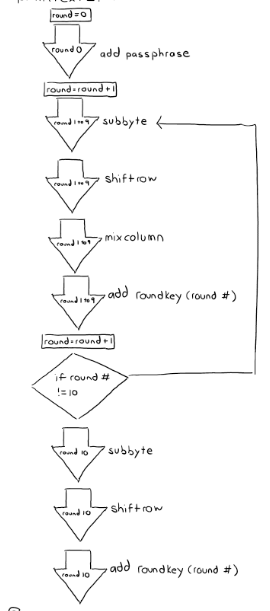 round=0
round 0 add passphrase
round=round+1
round 1 to 9 subbyte
round 1 to 9 shiftrow
round 1 to 9 mixcolumn
round 1 to 9 add roundkey (round #)
round=round+1
if round #
!=10
round 10 subbyte
round 10 shiftrow
round 10 add roundkey (round #)